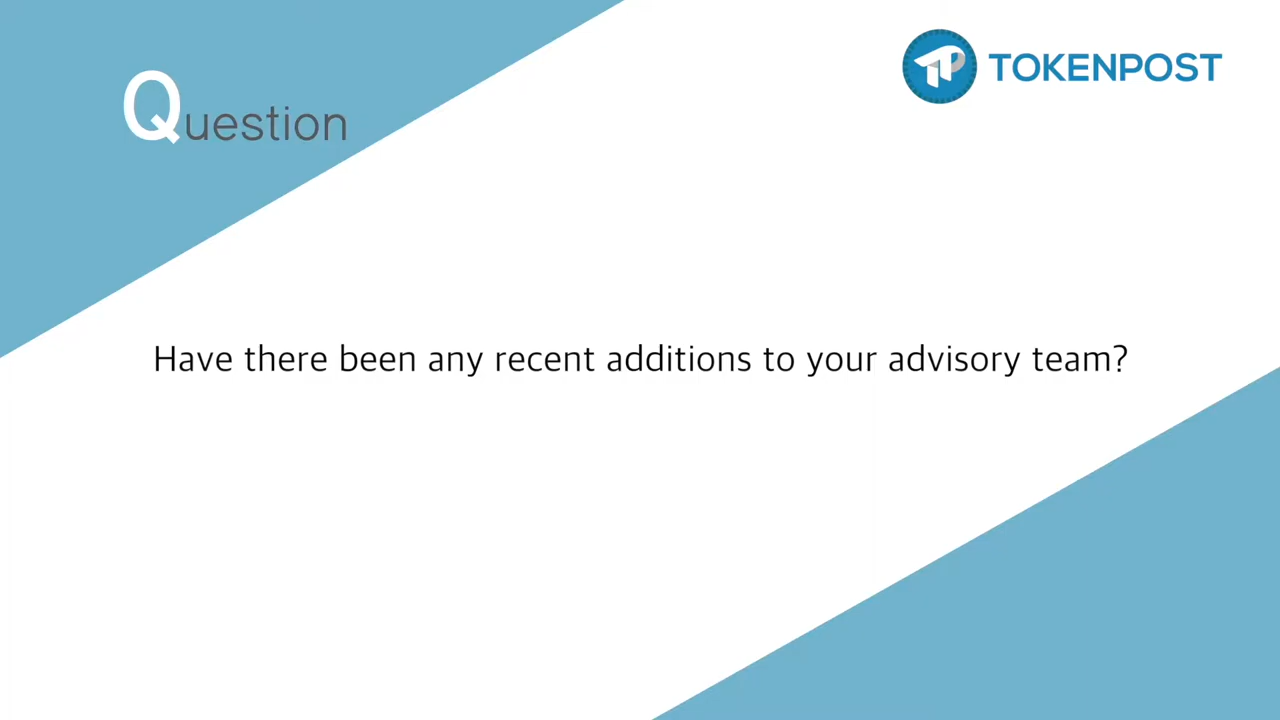 Question
TOKENPOST
Have there been any recent additions to your advisory team?